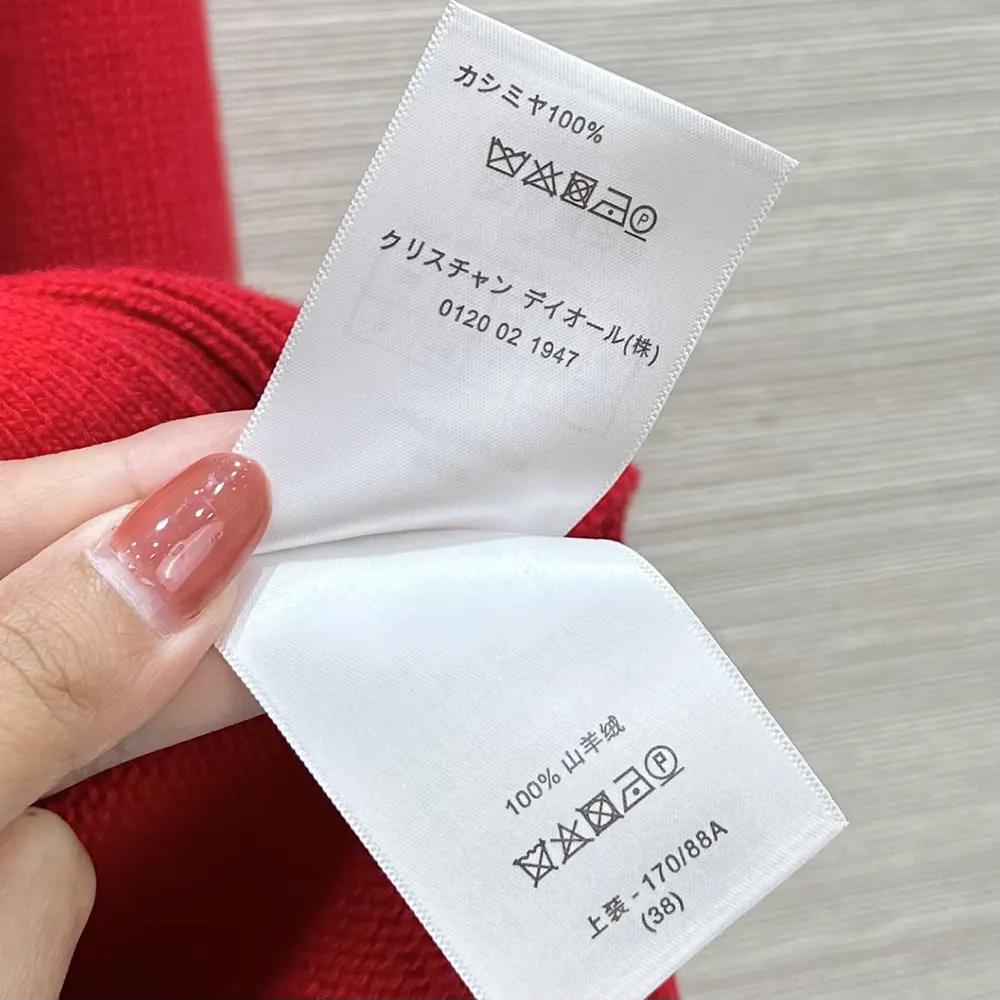 カシミヤ100%
P
クリスチャン ディオール(株)
0120 02 1947
100% 山羊绒
P
上装 - 170/88A
(38)